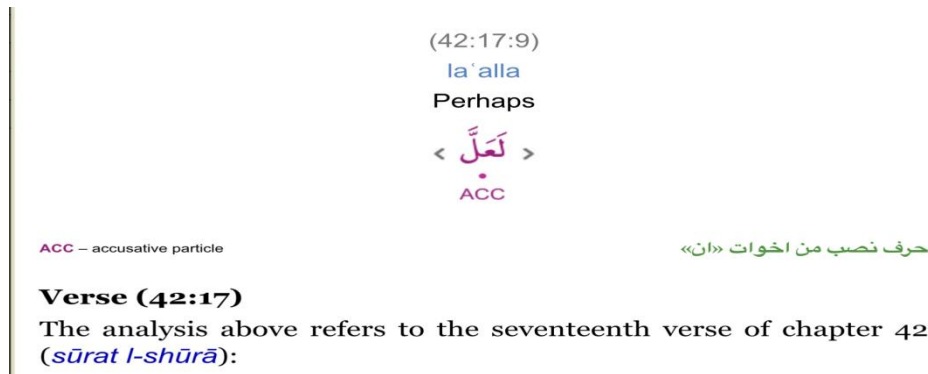 (42:17:9)
laʿalla
Perhaps
لَعَلَّ
ACC
ACC – accusative particle حرف نصب من اخوات «ان»
Verse (42:17)
The analysis above refers to the seventeenth verse of chapter 42
(sūrat l-shūrā):